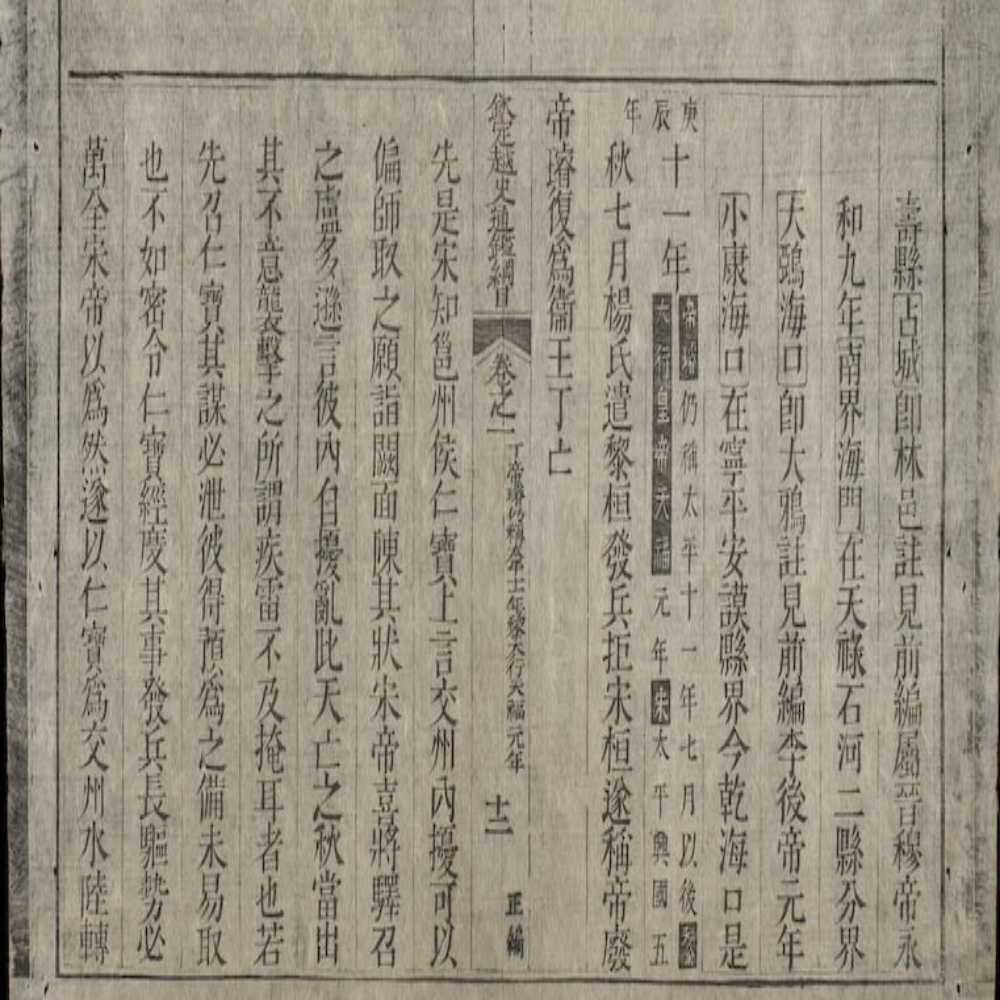 壽縣占城卽林邑註見前編屬晉穆帝永
和九年南界海門在天祿石河二縣分界
大鵶海口卽大鴉註見前編李後帝元年
小康海口在寧平安謨縣界今乾海口是
庚辰年十一年帝璿仍稱太平十一年七月以後黎大行皇帝天福元年宋太平興國五
秋七月楊氏遣黎桓發兵拒宋桓遂稱帝廢
帝璿復爲衞王丁亡
欽定越史通鑑綱目 卷之一 丁帝璿仍稱太平十一年黎大行天福元年 十二 正編
先是宋知邕州侯仁寶上言交州內擾可以
偏師取之願詣闕面陳其狀宋帝喜將驛召
之盧多遜言彼內自擾亂此天亡之秋當出
其不意襲擊之所謂疾雷不及掩耳者也若
先召仁寶其謀必泄彼得預爲之備未易取
也不如密令仁寶經度其事發兵長驅勢必
萬全宋帝以爲然遂以仁寶爲交州水陸轉